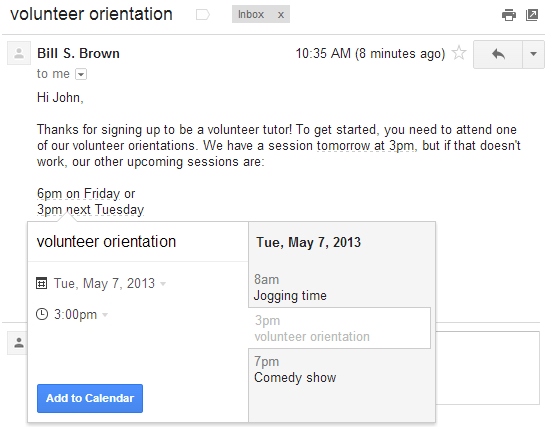 volunteer orientation
Inbox x
Bill S. Brown
10:35 AM (8 minutes ago)
to me
Hi John,
Thanks for signing up to be a volunteer tutor! To get started, you need to attend one
of our volunteer orientations. We have a session tomorrow at 3pm, but if that doesn't
work, our other upcoming sessions are:
6pm on Friday or
3pm next Tuesday
volunteer orientation
Tue, May 7, 2013
3:00pm
Add to Calendar
Tue, May 7, 2013
8am
Jogging time
3pm
volunteer orientation
7pm
Comedy show